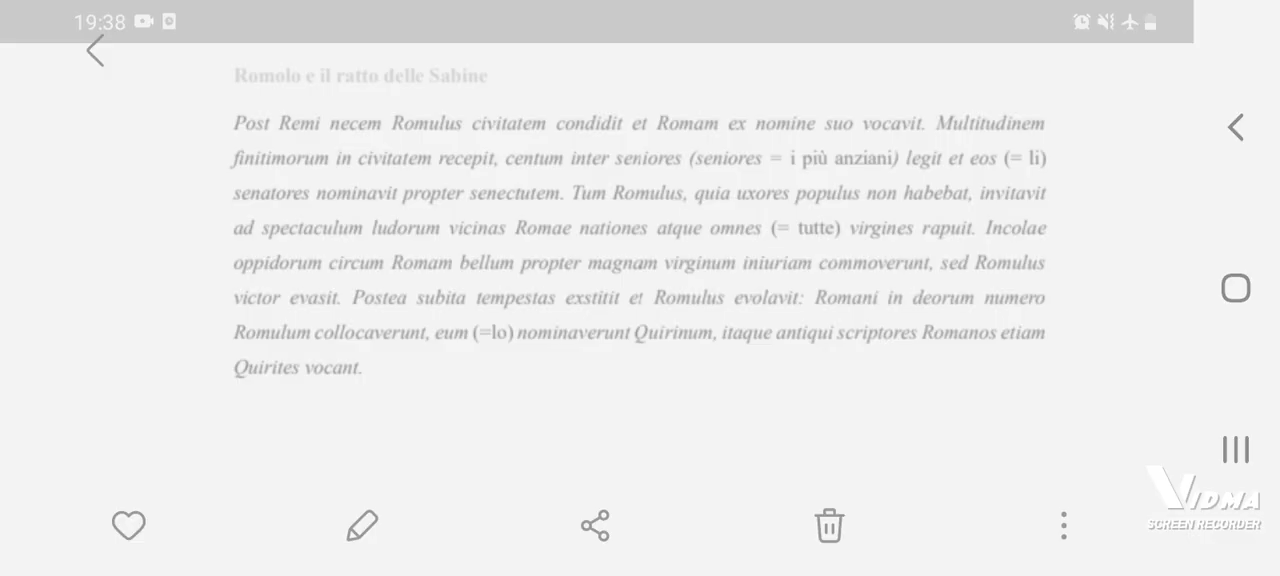 19:38
Romolo e il ratto delle Sabine
Post Remi necem Romulus civitatem condidit et Romam ex nomine suo vocavit. Multitudinem
finitimorum in civitatem recepit, centum inter seniores (seniores = i più anziani) legit et eos (= li)
senatores nominavit propter senectutem. Tum Romulus, quia uxores populus non habebat, invitavit
ad spectaculum ludorum vicinas Romae nationes atque omnes (= tutte) virgines rapuit. Incolae
oppidorum circum Romam bellum propter magnam virginum iniuriam commoverunt, sed Romulus
victor evasit. Postea subita tempestas exstitit et Romulus evolavit: Romani in deorum numero
Romulum collocaverunt, eum (=lo) nominaverunt Quirinum, itaque antiqui scriptores Romanos etiam
Quirites vocant.
VIDMA
SCREEN RECORDER